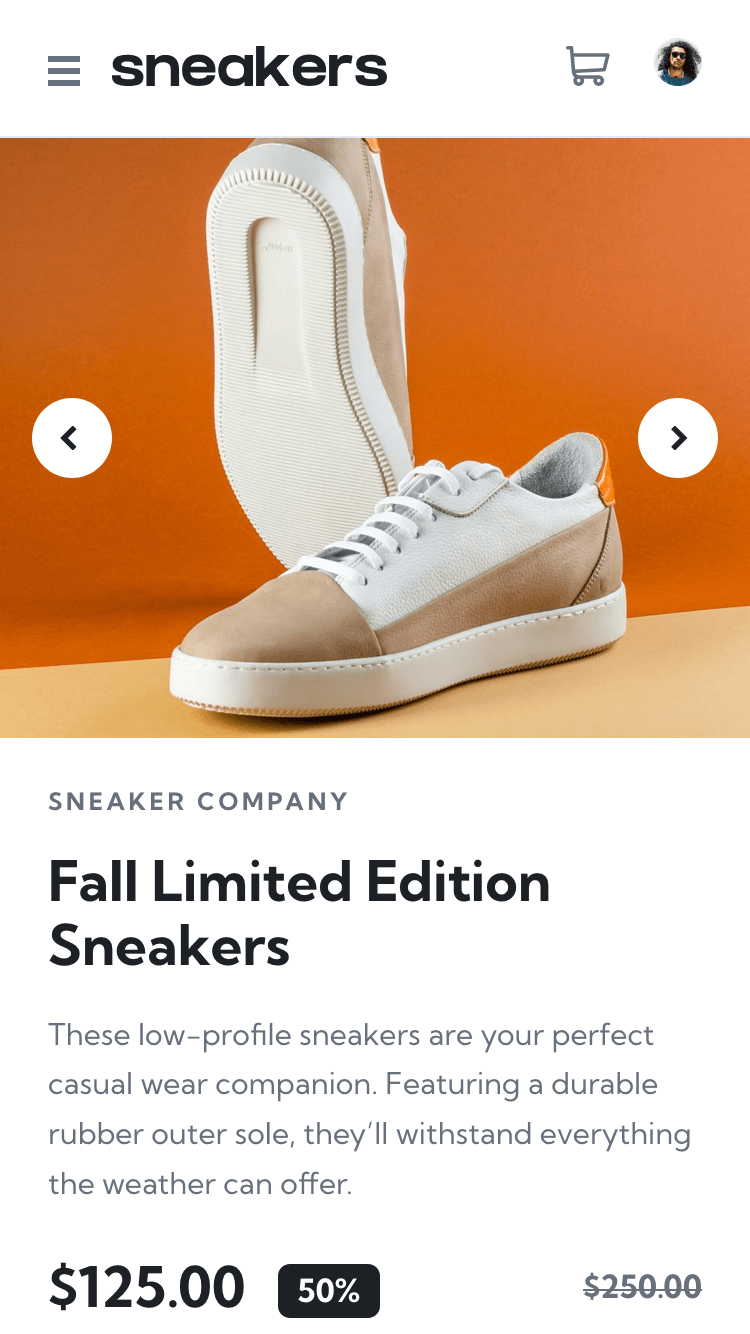 sneakers
SNEAKER COMPANY
Fall Limited Edition
Sneakers
These low-profile sneakers are your perfect
casual wear companion. Featuring a durable
rubber outer sole, they’ll withstand everything
the weather can offer.
$125.00 50% $250.00